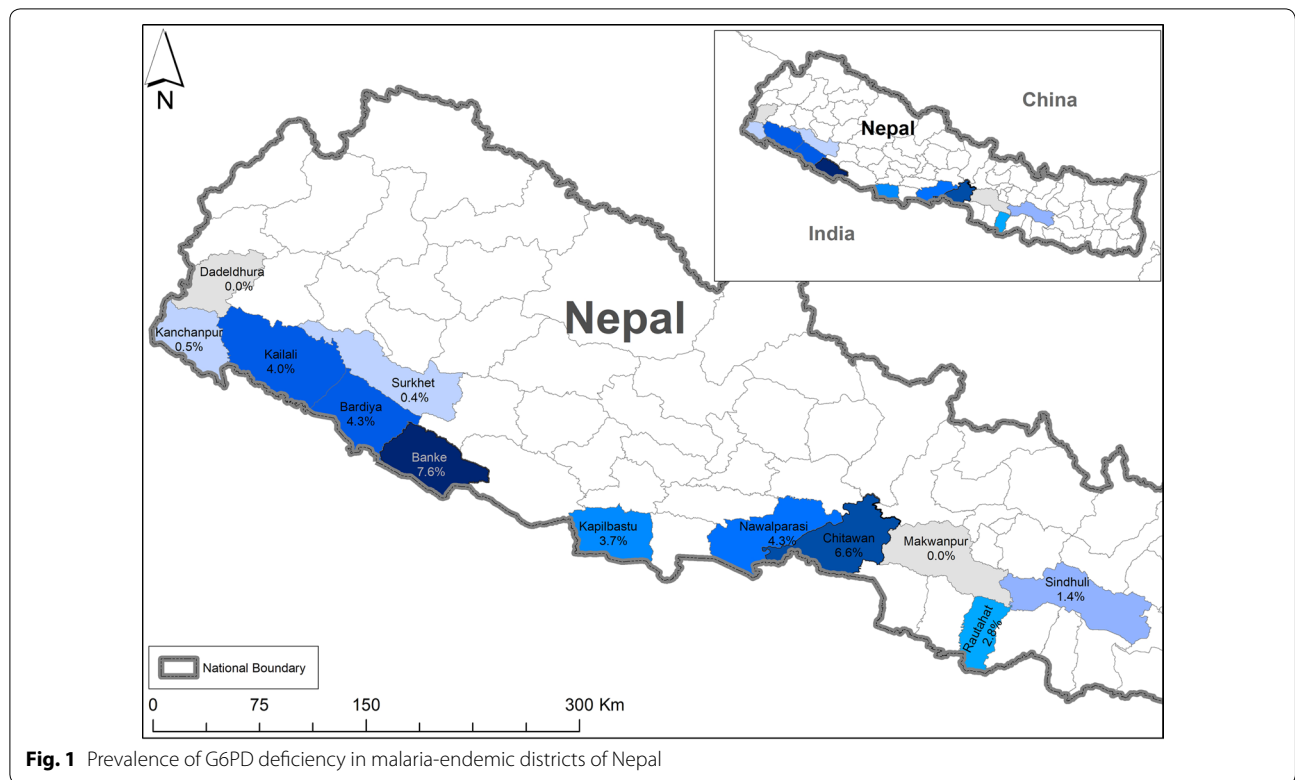 N
China
Nepal
India
Nepal
Dadeldhura
0.0%
Kanchanpur
0.5%
Kailali
4.0%
Surkhet
0.4%
Bardiya
4.3%
Banke
7.6%
Kapilbastu
3.7%
Nawalparasi
4.3%
Chitawan
6.6%
Makwanpur
0.0%
Sindhuli
1.4%
Rautahat
2.8%
National Boundary
0 75 150 300 Km
Fig. 1 Prevalence of G6PD deficiency in malaria-endemic districts of Nepal